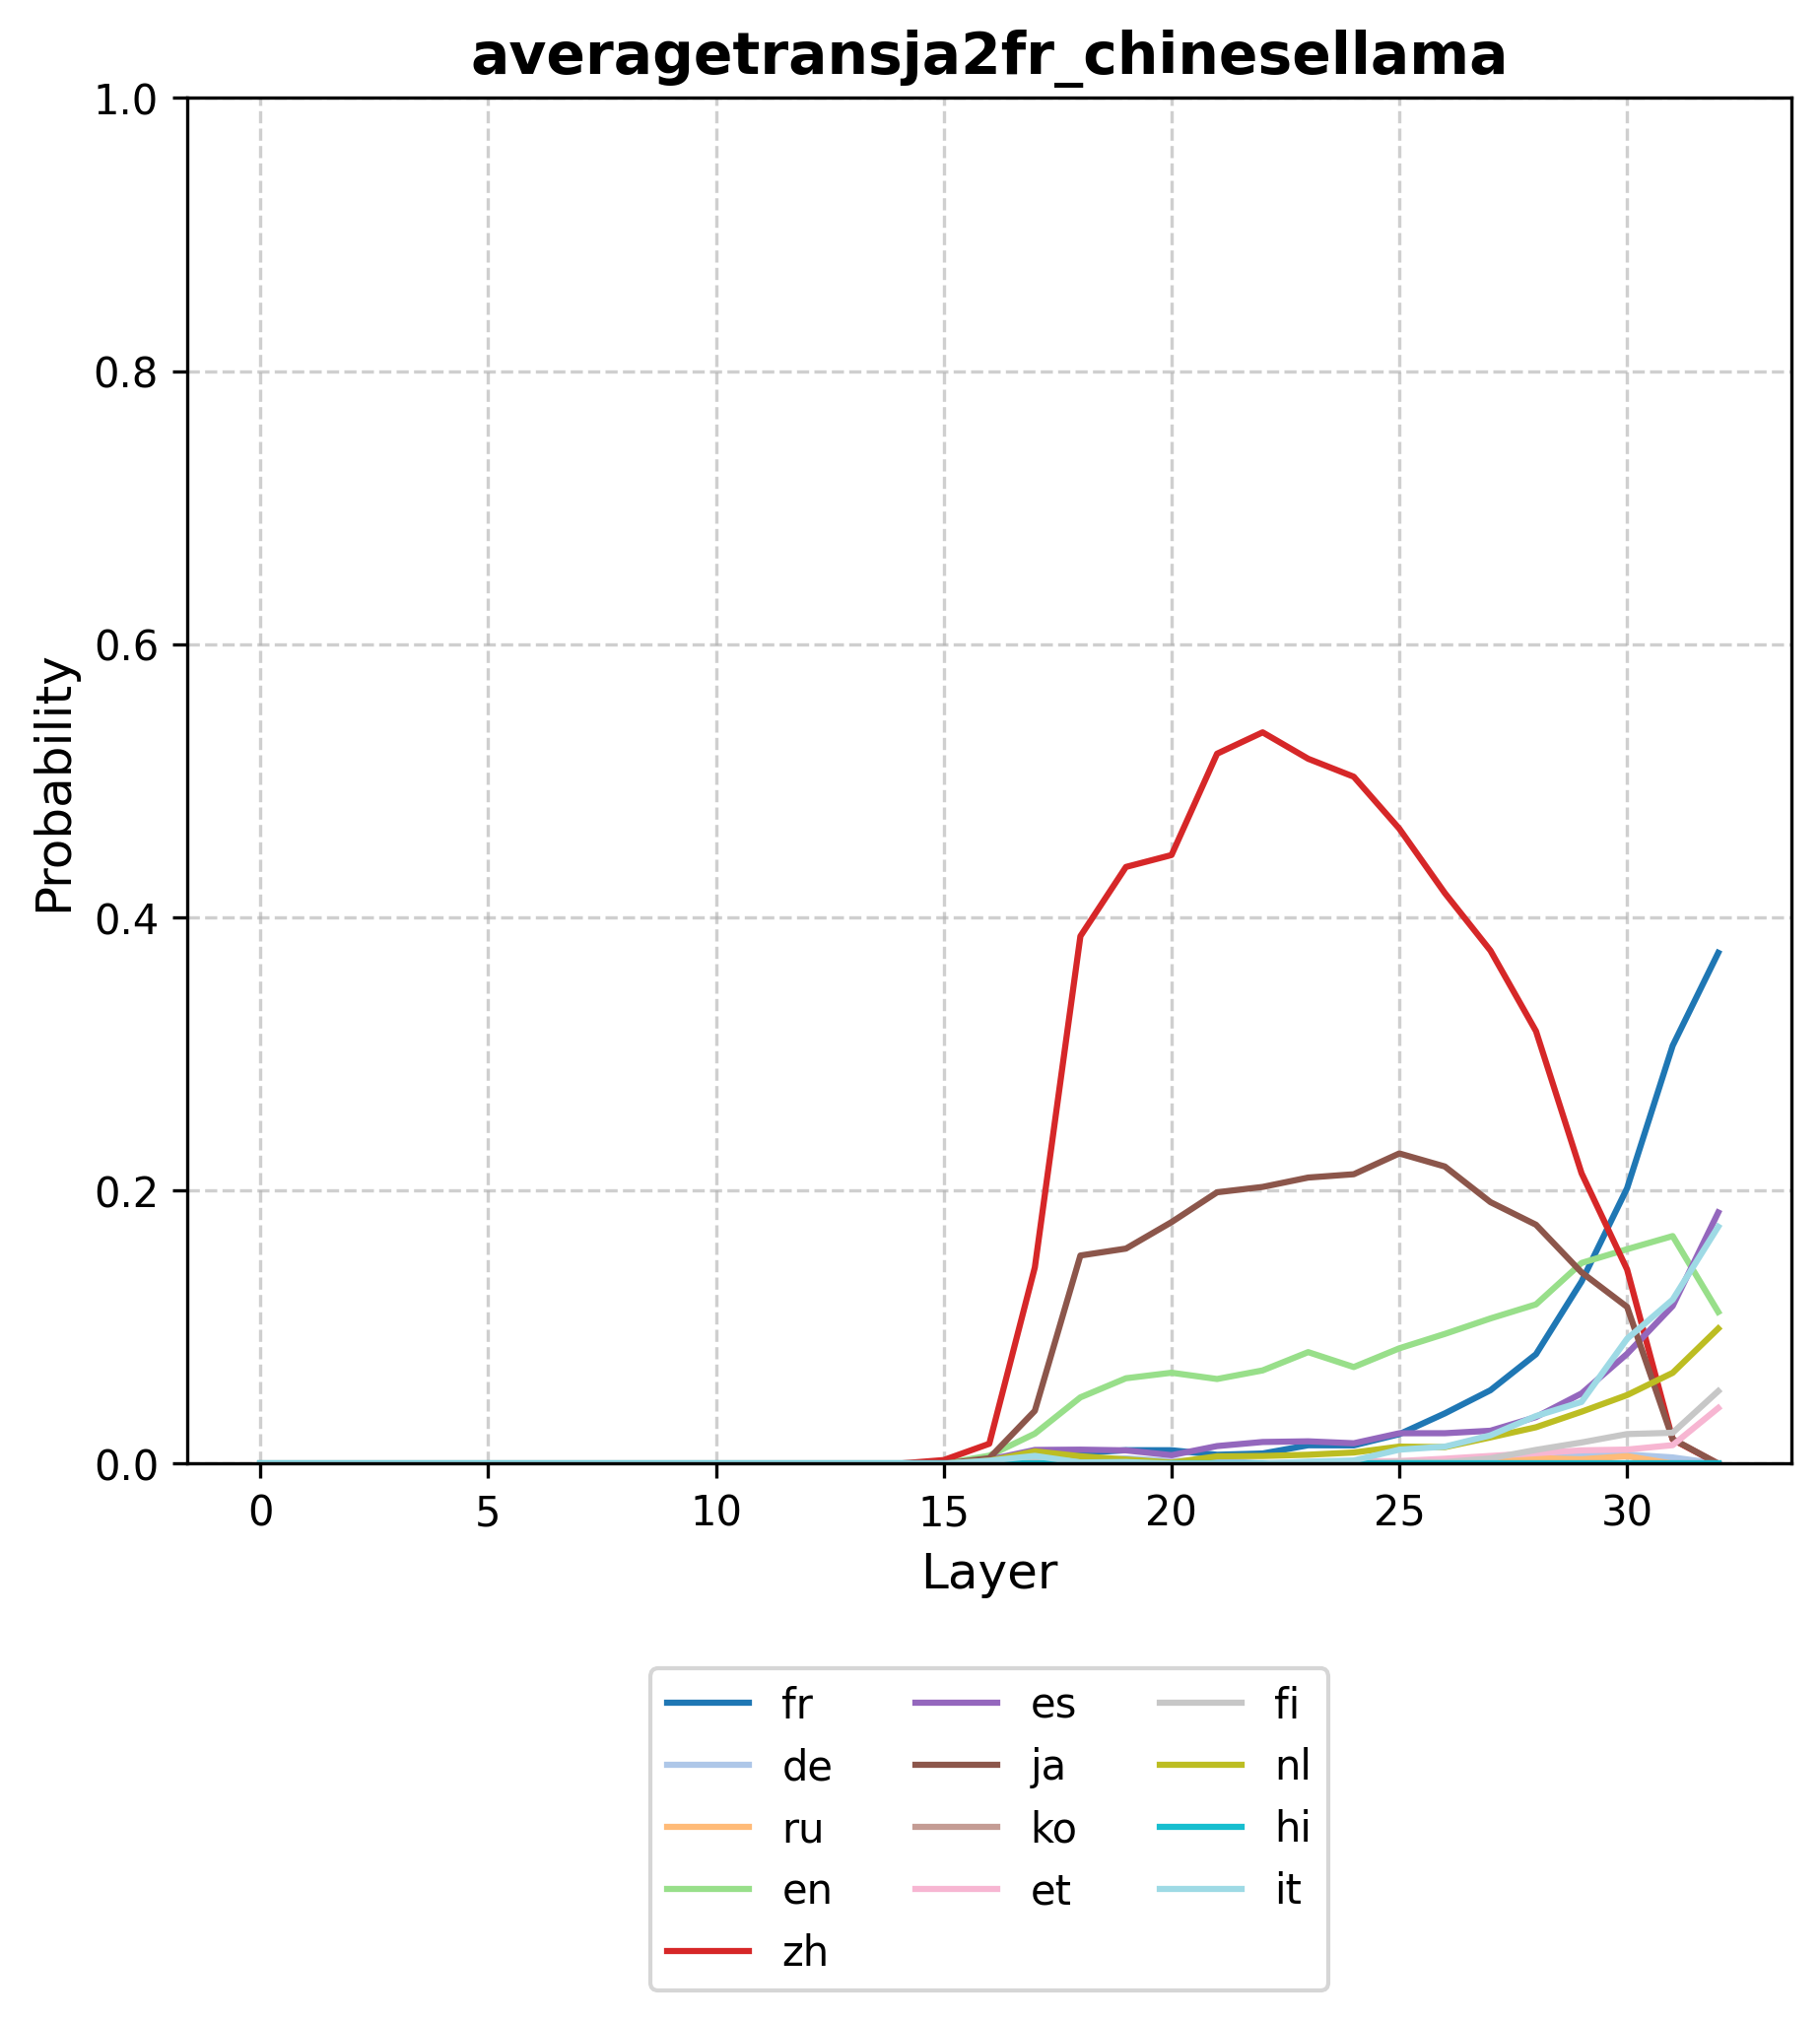 averagetransja2fr_chinesellama
1.0
0.8
0.6
0.4
0.2
0.0
Probability
0 5 10 15 20 25 30
Layer
fr es fi
de ja nl
ru ko hi
en et it
zh